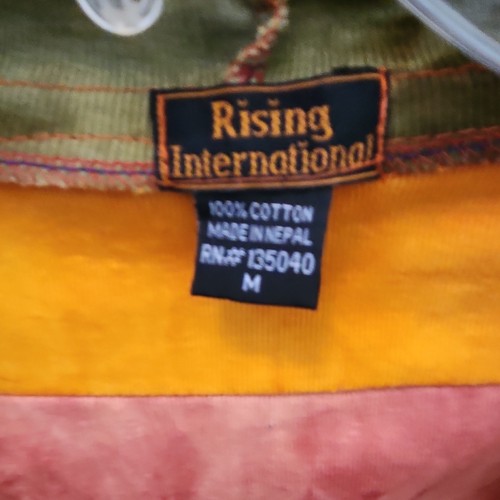 Rising
International
100% COTTON
MADE IN NEPAL
RN:# 135040
M